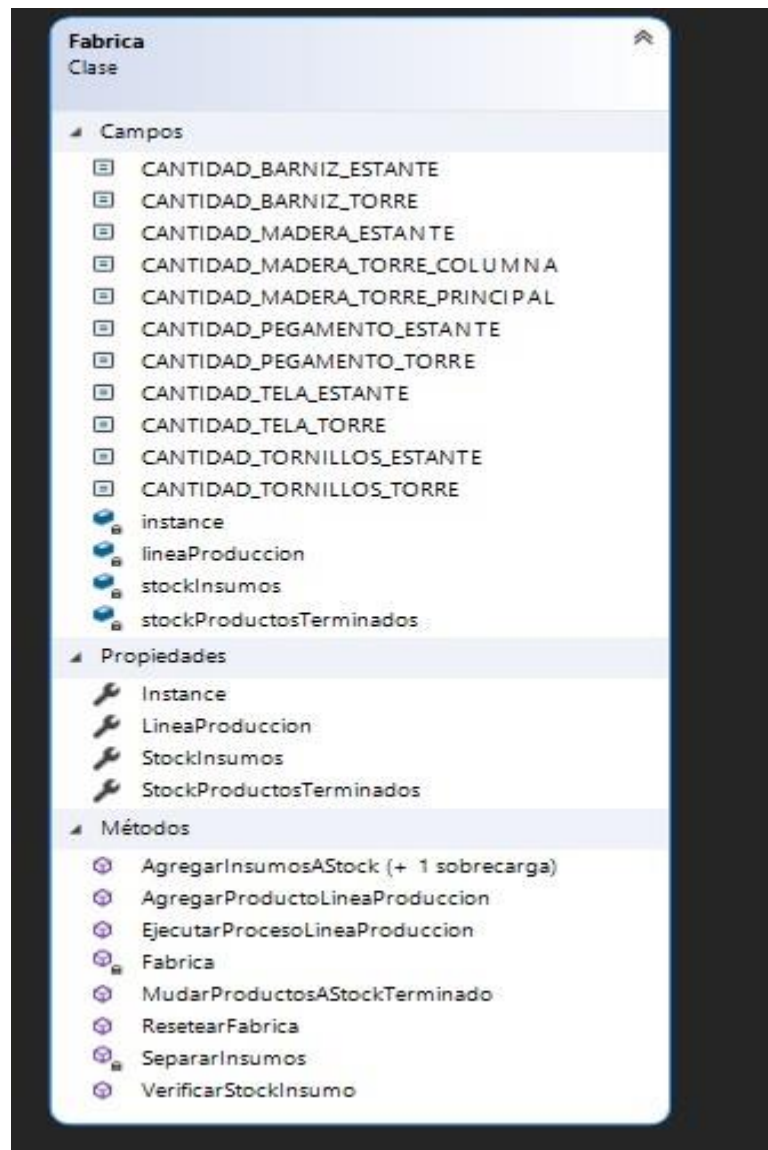 Fabrica
Clase
Campos
CANTIDAD_BARNIZ_ESTANTE
CANTIDAD_BARNIZ_TORRE
CANTIDAD_MADERA_ESTANTE
CANTIDAD_MADERA_TORRE_COLUMNA
CANTIDAD_MADERA_TORRE_PRINCIPAL
CANTIDAD_PEGAMENTO_ESTANTE
CANTIDAD_PEGAMENTO_TORRE
CANTIDAD_TELA_ESTANTE
CANTIDAD_TELA_TORRE
CANTIDAD_TORNILLOS_ESTANTE
CANTIDAD_TORNILLOS_TORRE
instance
lineaProduccion
stockInsumos
stockProductosTerminados
Propiedades
Instance
LineaProduccion
StockInsumos
StockProductosTerminados
Métodos
AgregarInsumosAStock (+ 1 sobrecarga)
AgregarProductoLineaProduccion
EjecutarProcesoLineaProduccion
Fabrica
MudarProductosAStockTerminado
ResetearFabrica
SepararInsumos
VerificarStockInsumo